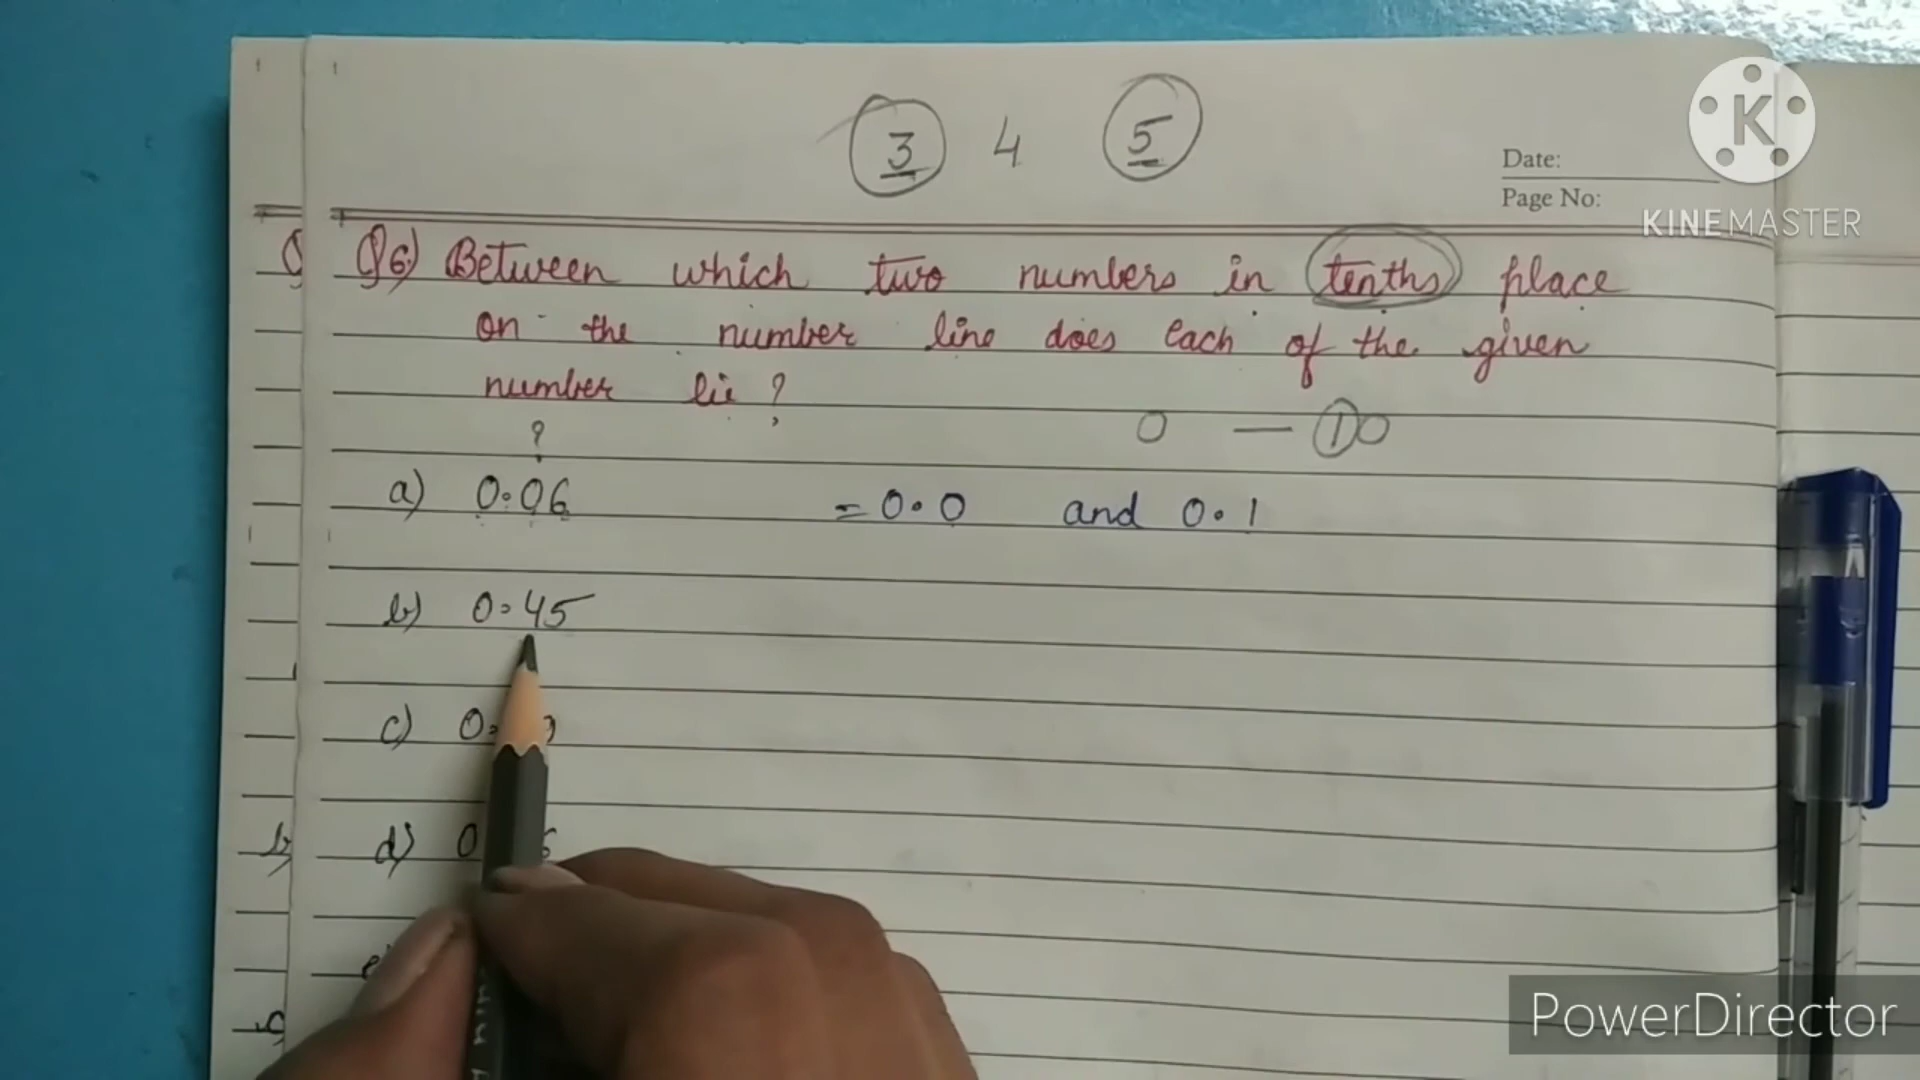 3 4 5
K
Date:
Page No:
KINEMASTER
Q6) Between which two numbers in tenths place
on the number line does each of the given
number lie ?
0 — 10
?
a) 0.06 = 0.0 and 0.1
b) 0.45
c) 0.
d) 0 6
PowerDirector